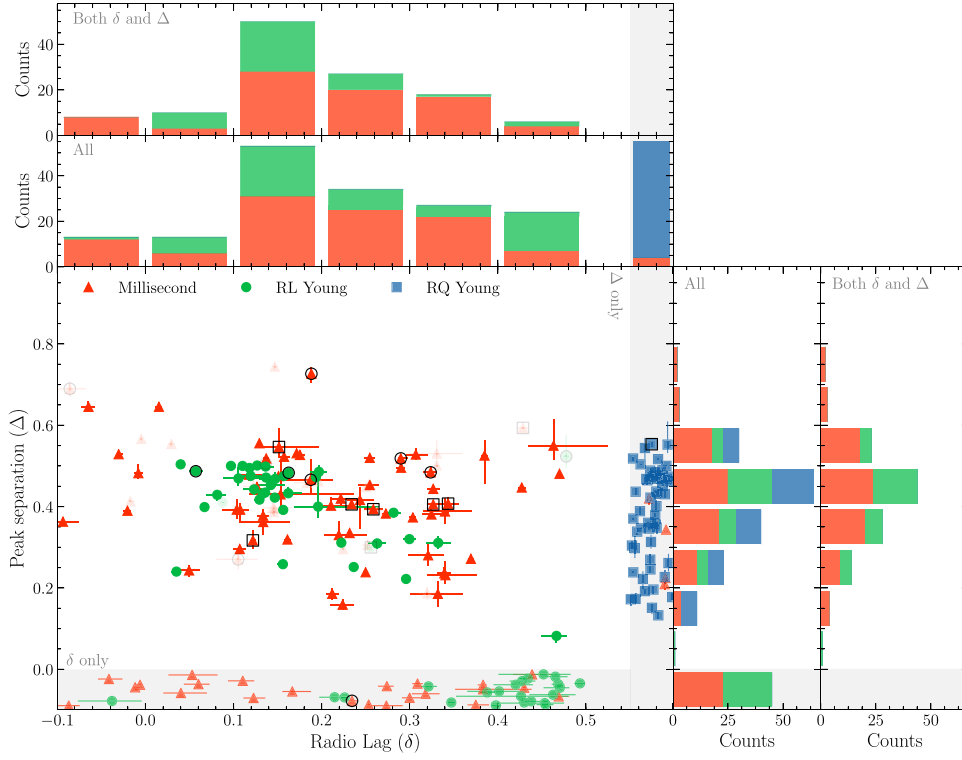 Both δ and Δ
Counts
40
20
0
All
Counts
40
20
0
Millisecond
RL Young
RQ Young
Δ only
All
Both δ and Δ
Peak separation (Δ)
0.8
0.6
0.4
0.2
0.0
δ only
−0.1
0.0
0.1
0.2
0.3
0.4
0.5
Radio Lag (δ)
0
25
50
Counts
0
25
50
Counts